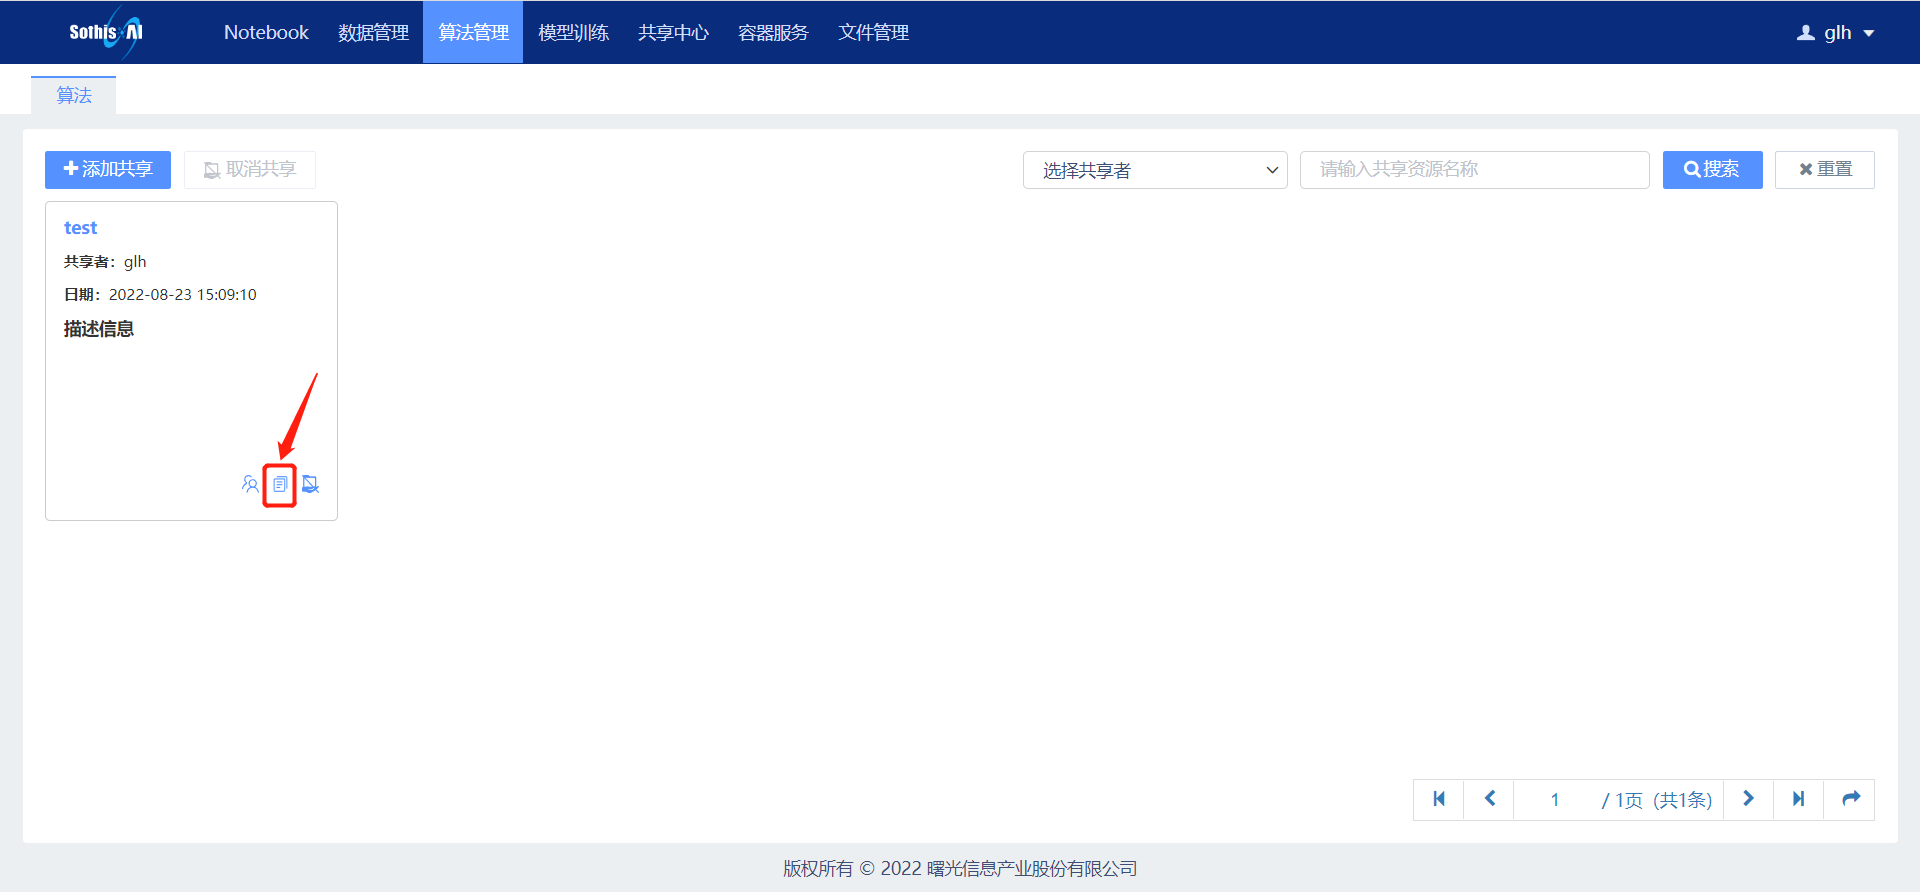 Sothis AI
Notebook 数据管理 算法管理 模型训练 共享中心 容器服务 文件管理 glh
算法
添加共享 取消共享 选择共享者 请输入共享资源名称 搜索 重置
test
共享者：glh
日期：2022-08-23 15:09:10
描述信息
1 / 1页 (共1条)
版权所有 © 2022 曙光信息产业股份有限公司